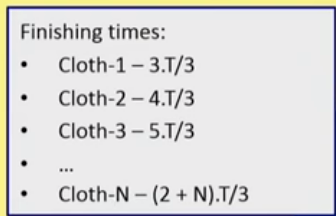 Finishing times:
• Cloth-1 – 3.T/3
• Cloth-2 – 4.T/3
• Cloth-3 – 5.T/3
• ...
• Cloth-N – (2 + N).T/3